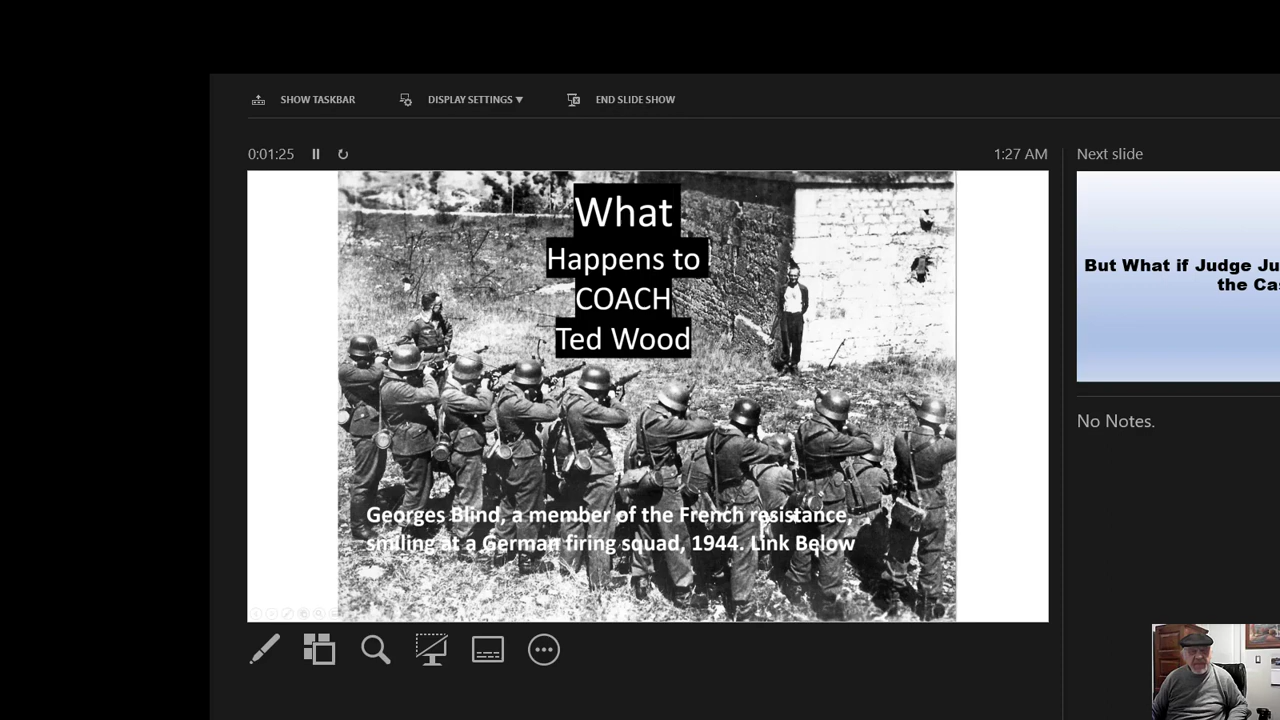 SHOW TASKBAR
DISPLAY SETTINGS ▼
END SLIDE SHOW
0:01:25
1:27 AM
Next slide
What
Happens to
COACH
Ted Wood
Georges Blind, a member of the French resistance,
smiling at a German firing squad, 1944. Link Below
But What if Judge Ju
the Ca
No Notes.